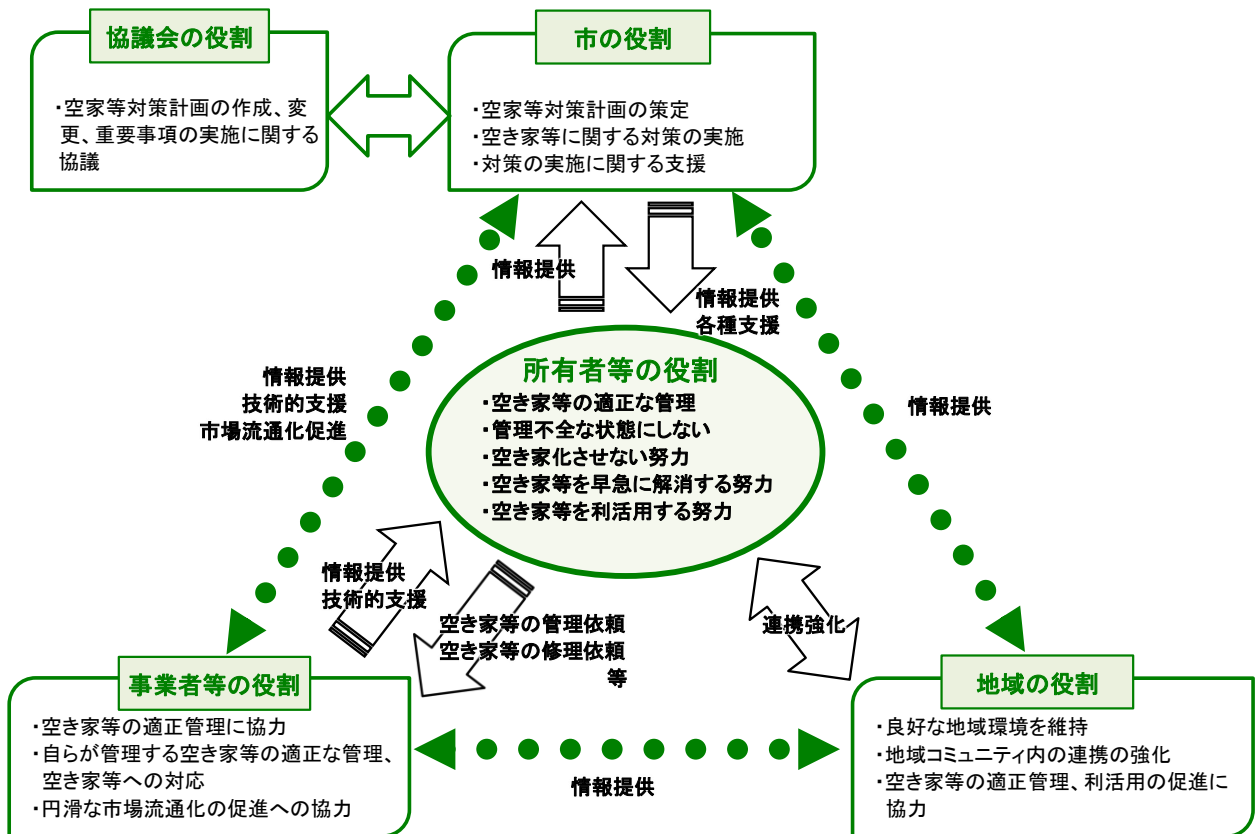 協議会の役割
・空家等対策計画の作成、変
更、重要事項の実施に関する
協議
市の役割
・空家等対策計画の策定
・空き家等に関する対策の実施
・対策の実施に関する支援
情報提供
情報提供
各種支援
情報提供
技術的支援
市場流通化促進
情報提供
所有者等の役割
・空き家等の適正な管理
・管理不全な状態にしない
・空き家化させない努力
・空き家等を早急に解消する努力
・空き家等を利活用する努力
情報提供
技術的支援
空き家等の管理依頼
空き家等の修理依頼
等
連携強化
事業者等の役割
・空き家等の適正管理に協力
・自らが管理する空き家等の適正な管理、
空き家等への対応
・円滑な市場流通化の促進への協力
情報提供
地域の役割
・良好な地域環境を維持
・地域コミュニティ内の連携の強化
・空き家等の適正管理、利活用の促進に
協力